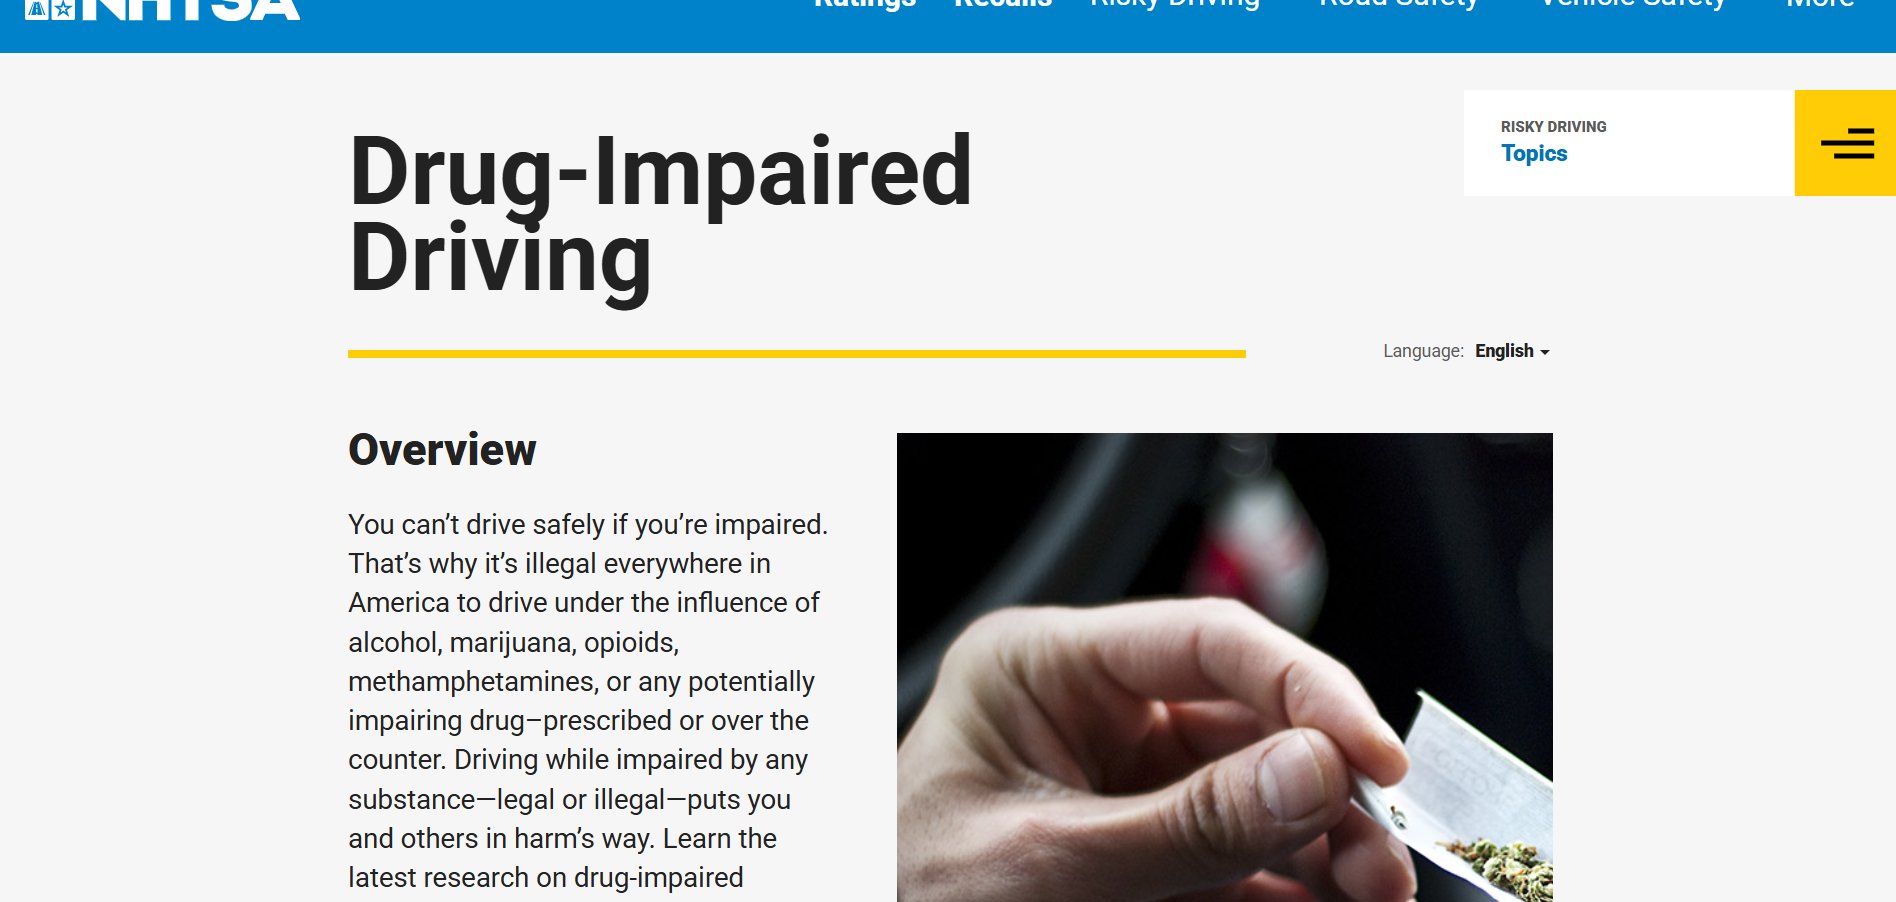 NHTSA
Ratings Recalls Risky Driving Road Safety Vehicle Safety More
RISKY DRIVING
Topics
Drug-Impaired
Driving
Language: English
Overview
You can’t drive safely if you’re impaired.
That’s why it’s illegal everywhere in
America to drive under the influence of
alcohol, marijuana, opioids,
methamphetamines, or any potentially
impairing drug–prescribed or over the
counter. Driving while impaired by any
substance—legal or illegal—puts you
and others in harm’s way. Learn the
latest research on drug-impaired